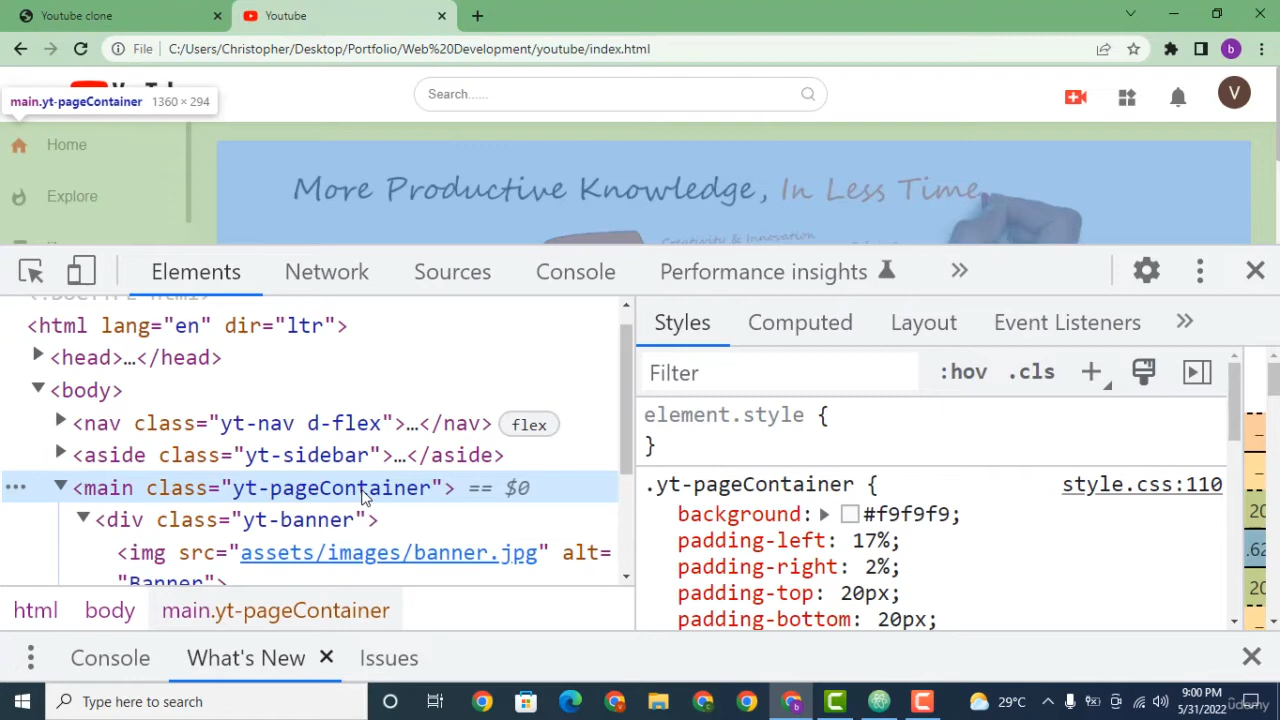 Youtube clone
Youtube
File
C:/Users/Christopher/Desktop/Portfolio/Web%20Development/youtube/index.html
b
main.yt-pageContainer 1360 × 294
Search......
V
Home
Explore
More Productive Knowledge, In Less Time.
Creativity & Innovation
Elements
Network
Sources
Console
Performance insights
<!DOCTYPE html>
<html lang="en" dir="ltr">
<head>…</head>
<body>
<nav class="yt-nav d-flex">…</nav> flex
<aside class="yt-sidebar">…</aside>
<main class="yt-pageContainer"> == $0
<div class="yt-banner">
<img src="assets/images/banner.jpg" alt=
"Banner">
html body main.yt-pageContainer
Styles
Computed
Layout
Event Listeners
Filter
:hov .cls
element.style {
}
.yt-pageContainer { style.css:110
background: #f9f9f9;
padding-left: 17%;
padding-right: 2%;
padding-top: 20px;
padding-bottom: 20px;
Console
What's New
Issues
Type here to search
29°C
9:00 PM
5/31/2022
udemy